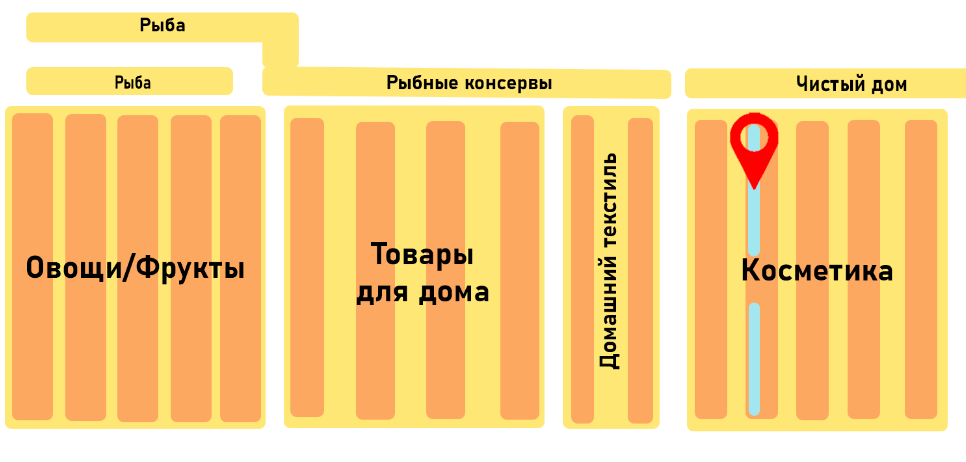 Рыба
Рыба
Рыбные консервы
Чистый дом
Овощи/Фрукты
Товары
для дома
Домашний текстиль
Косметика